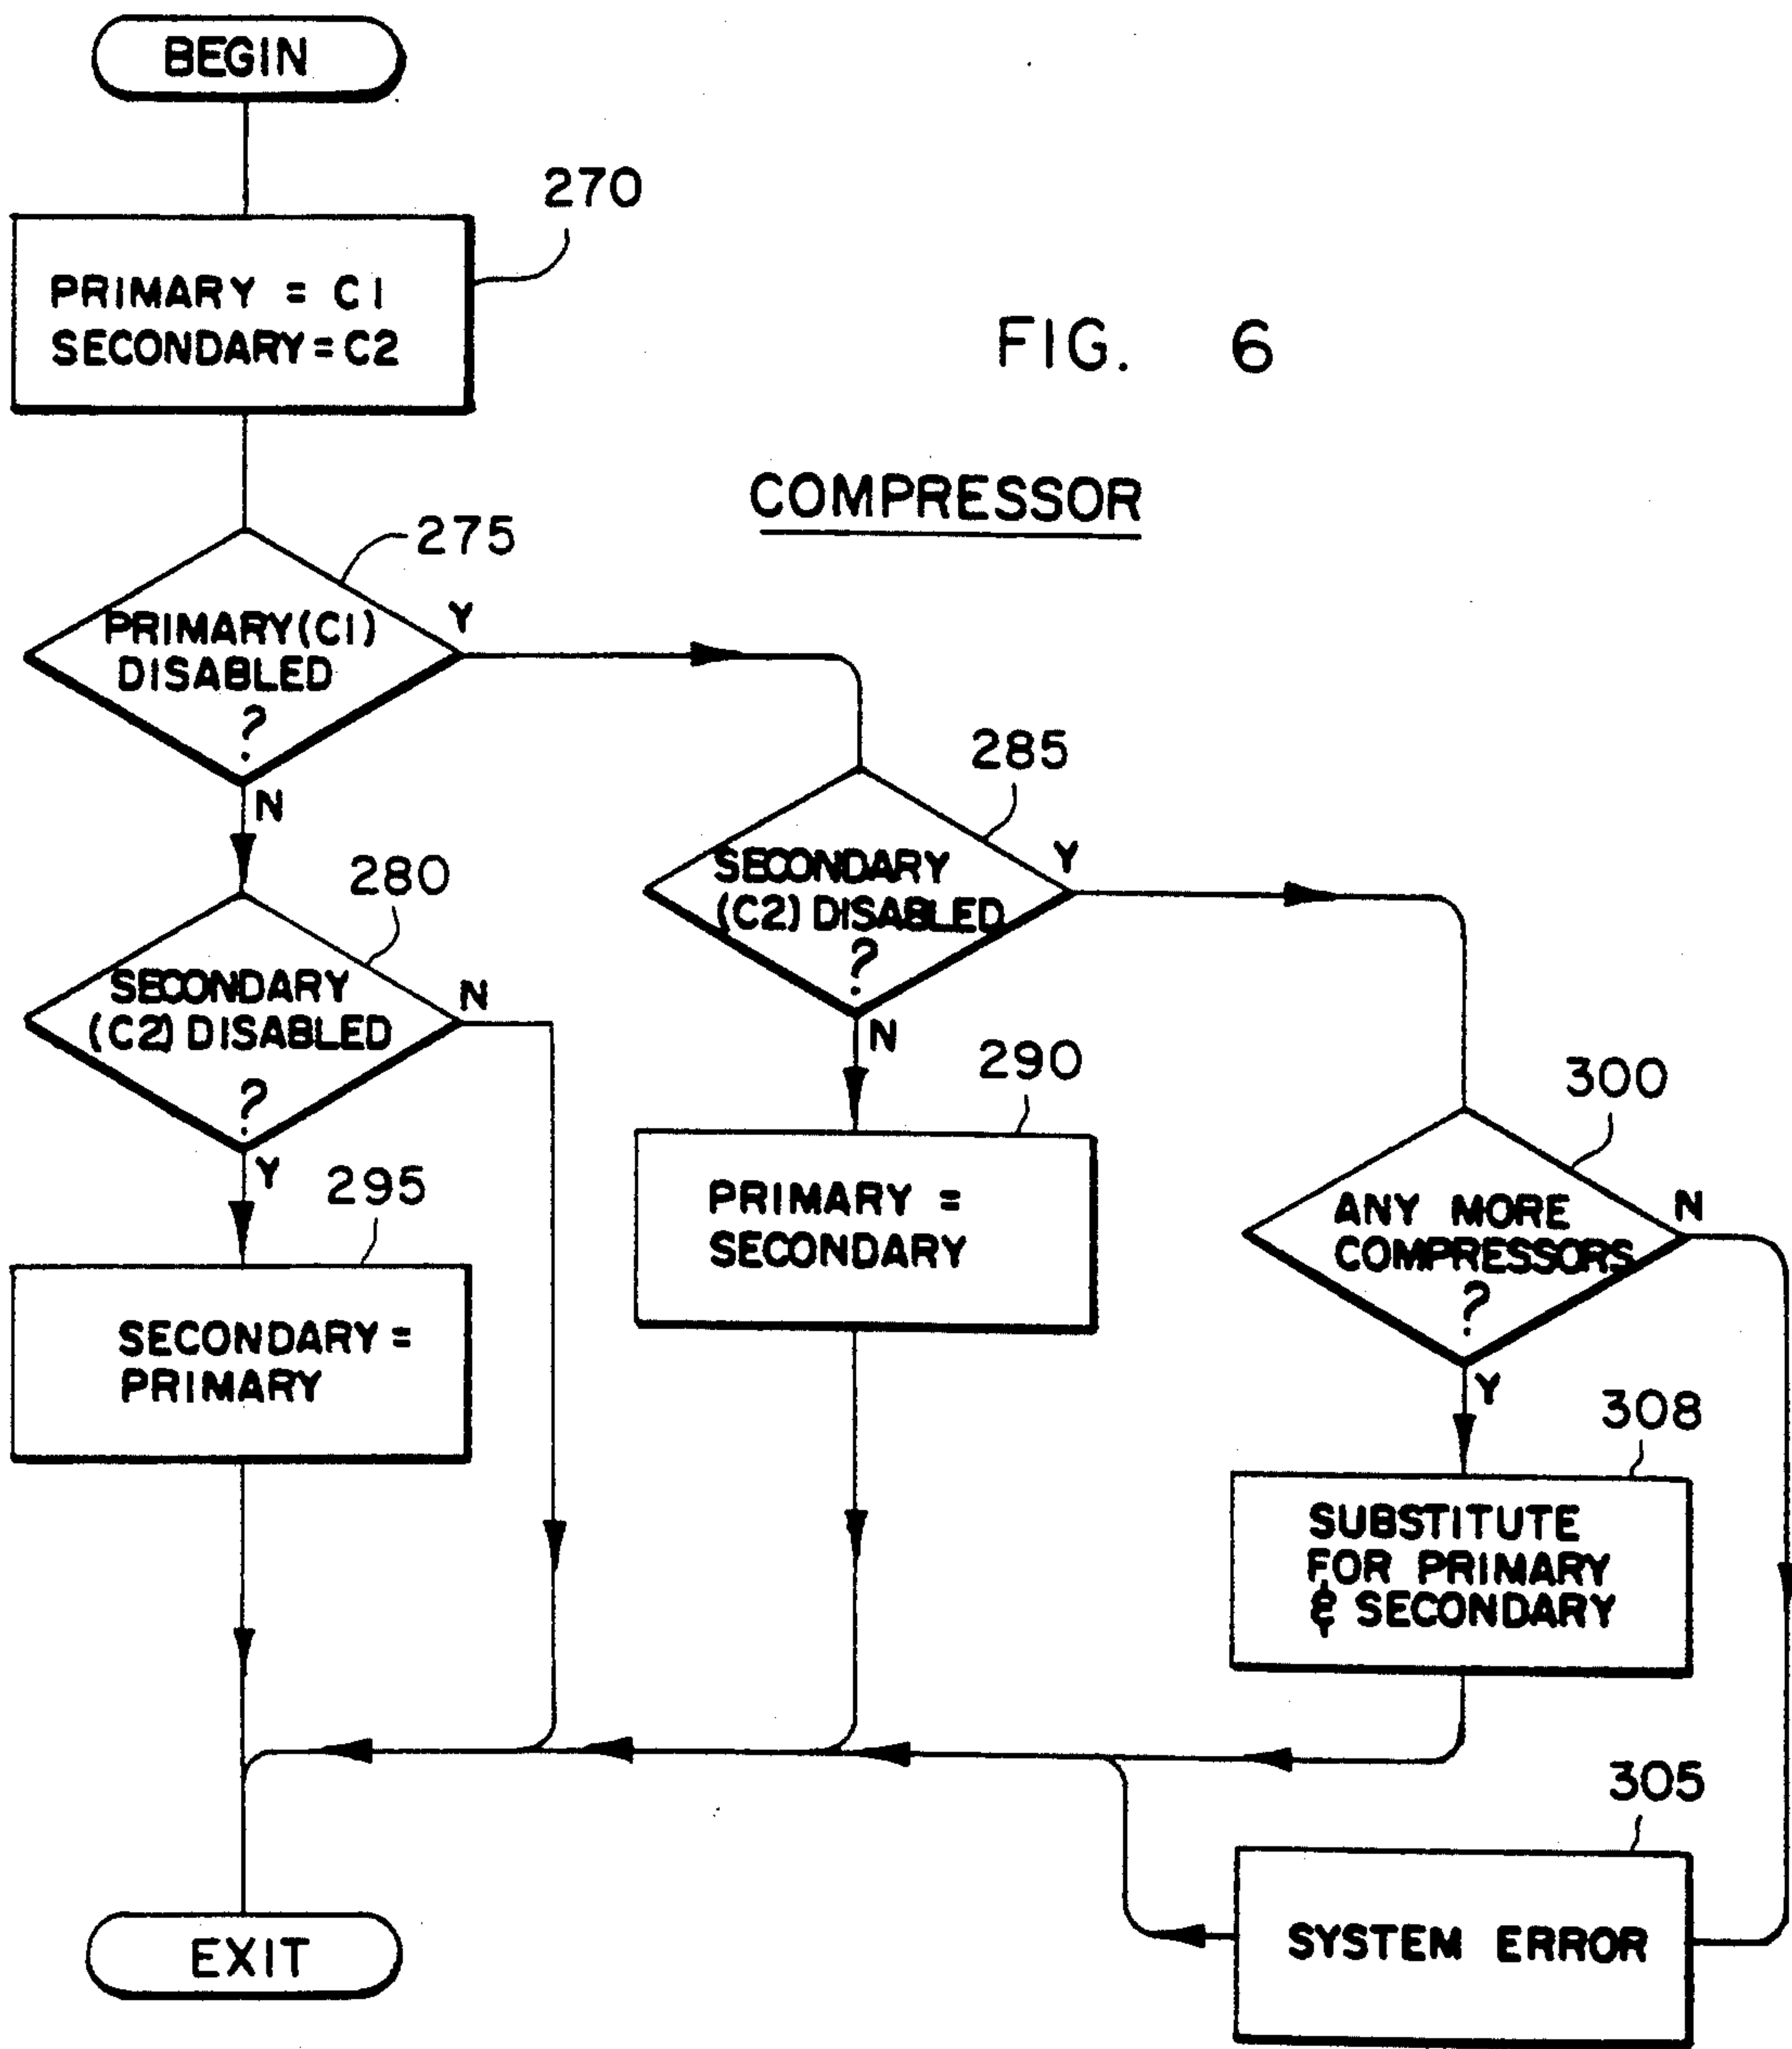 BEGIN
270
PRIMARY = C1
SECONDARY = C2
FIG. 6
COMPRESSOR
275
PRIMARY (C1)
DISABLED
?
Y
N
285
SECONDARY
(C2) DISABLED
?
Y
N
280
SECONDARY
(C2) DISABLED
?
N
Y
290
PRIMARY =
SECONDARY
300
ANY MORE
COMPRESSORS
?
N
Y
295
SECONDARY =
PRIMARY
308
SUBSTITUTE
FOR PRIMARY
& SECONDARY
305
SYSTEM ERROR
EXIT